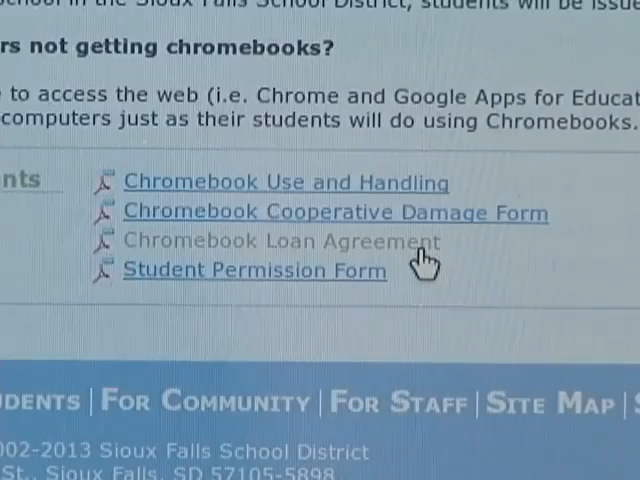 school in the Sioux Falls School District, students will be issue
rs not getting chromebooks?
to access the web (i.e. Chrome and Google Apps for Educat
computers just as their students will do using Chromebooks.
nts
Chromebook Use and Handling
Chromebook Cooperative Damage Form
Chromebook Loan Agreement
Student Permission Form
UDENTS | FOR COMMUNITY | FOR STAFF | SITE MAP | S
002-2013 Sioux Falls School District
St., Sioux Falls, SD 57105-5898